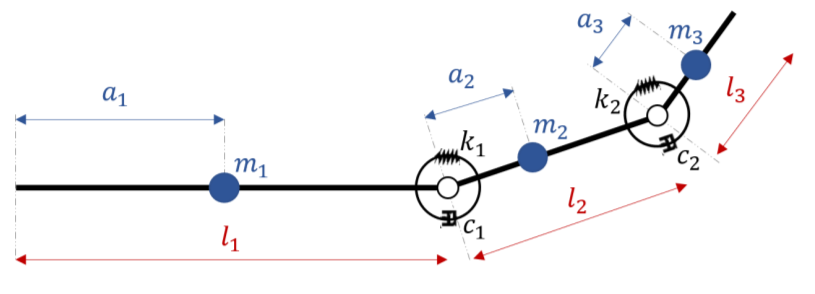 a₃
m₃
a₂
l₃
a₁
k₂
m₂
k₁
c₂
m₁
l₂
c₁
l₁